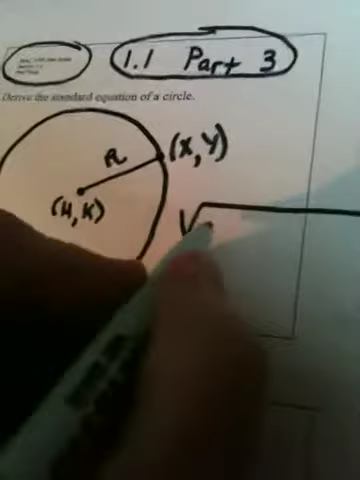 1.1 Part 3
Derive the standard equation of a circle.
R
(X,Y)
(H,K)
√